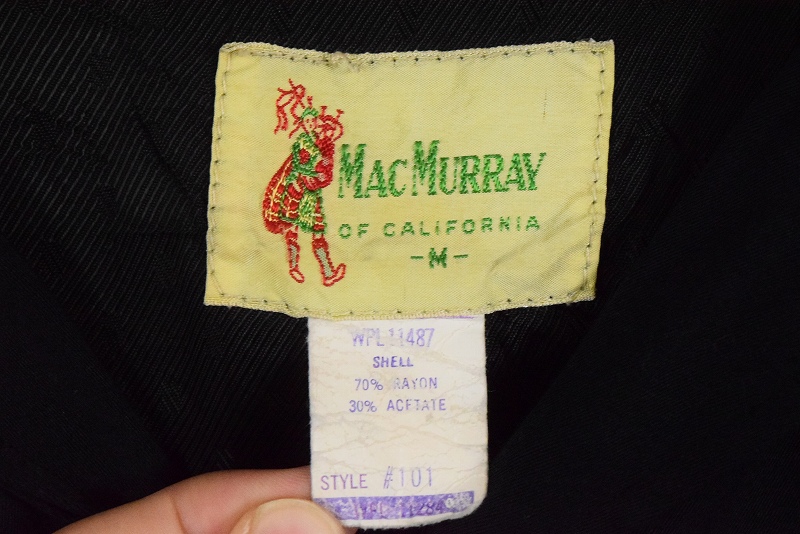 MACMURRAY
OF CALIFORNIA
-M-
WPL 11487
SHELL
70% RAYON
30% ACETATE
STYLE #101